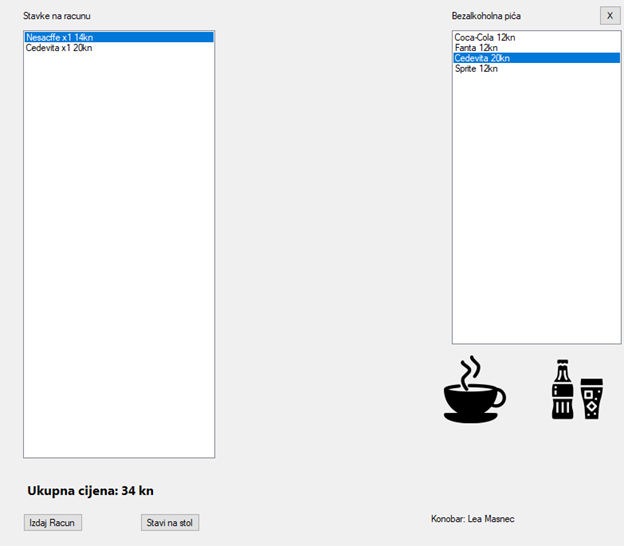 Stavke na racunu
Nesacffe x1 14kn
Cedevita x1 20kn
Ukupna cijena: 34 kn
Izdaj Racun
Stavi na stol
Bezalkoholna pića
X
Coca-Cola 12kn
Fanta 12kn
Cedevita 20kn
Sprite 12kn
Konobar: Lea Masnec